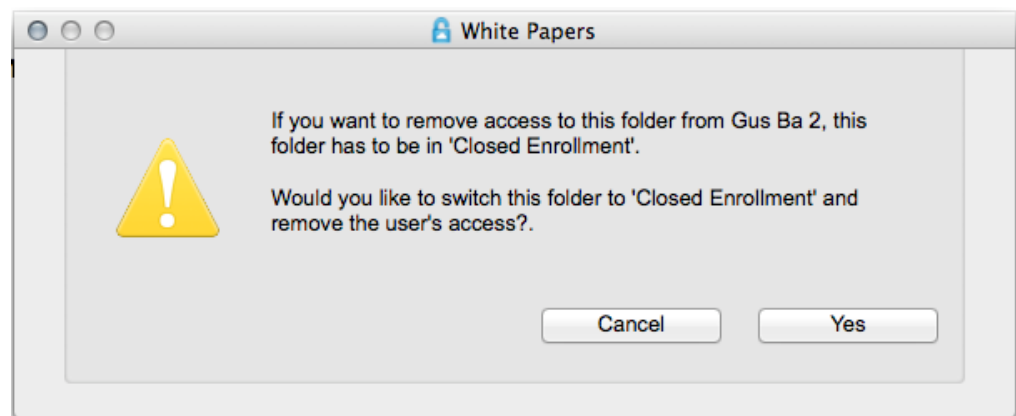 White Papers
If you want to remove access to this folder from Gus Ba 2, this
folder has to be in 'Closed Enrollment'.
Would you like to switch this folder to 'Closed Enrollment' and
remove the user's access?.
Cancel Yes